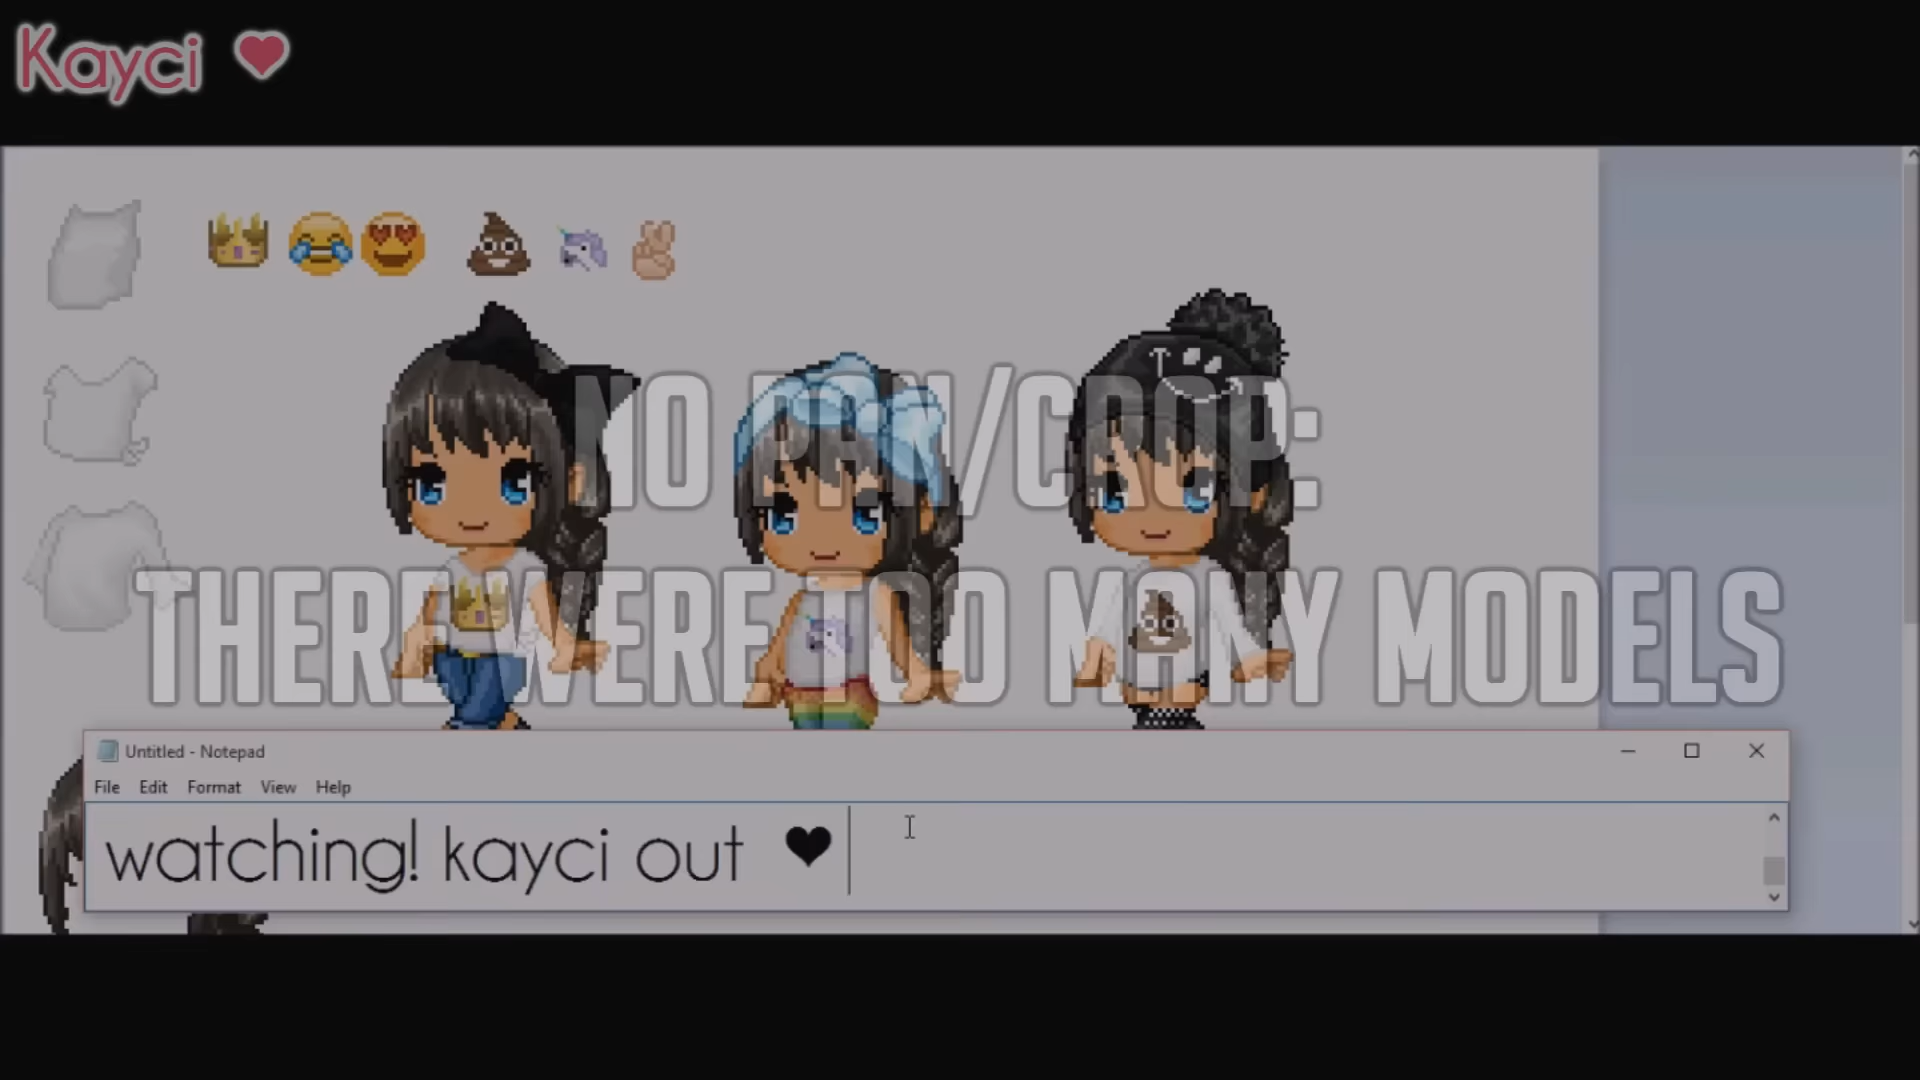 Kayci ♥
NO PAN/CROP:
THERE WERE TOO MANY MODELS
Untitled - Notepad
File Edit Format View Help
watching! kayci out ♥